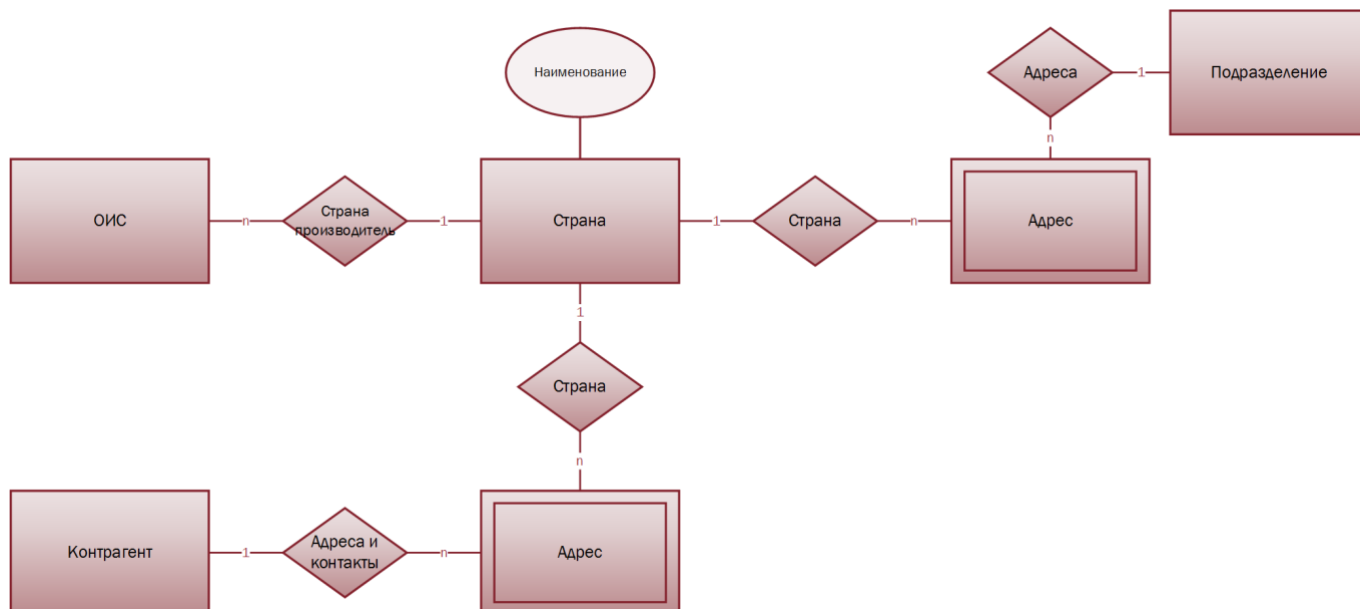 Наименование
Адреса
1
Подразделение
n
ОИС
n
Страна
производитель
1
Страна
1
Страна
n
Адрес
1
Страна
n
Контрагент
1
Адреса и
контакты
n
Адрес